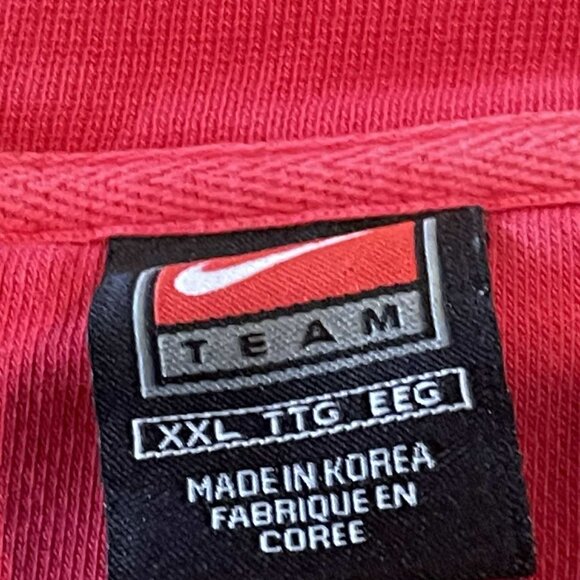 TEAM
XXL TTG EEG
MADE IN KOREA
FABRIQUE EN
COREE